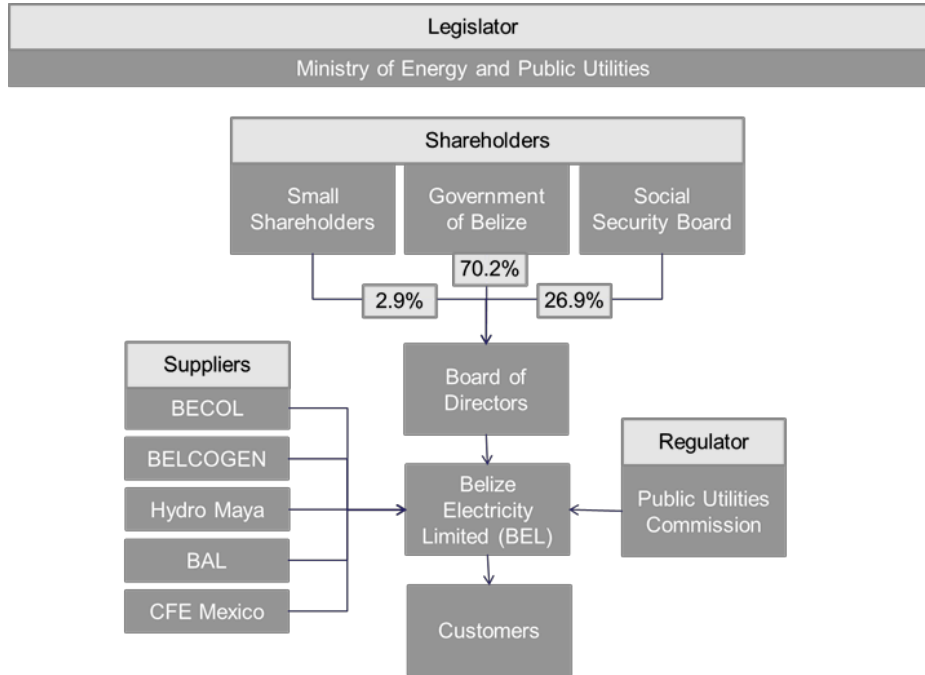 Legislator
Ministry of Energy and Public Utilities
Shareholders
Small
Shareholders
Government
of Belize
Social
Security Board
70.2%
2.9%
26.9%
Board of
Directors
Suppliers
BECOL
BELCOGEN
Hydro Maya
BAL
CFE Mexico
Belize
Electricity
Limited (BEL)
Regulator
Public Utilities
Commission
Customers